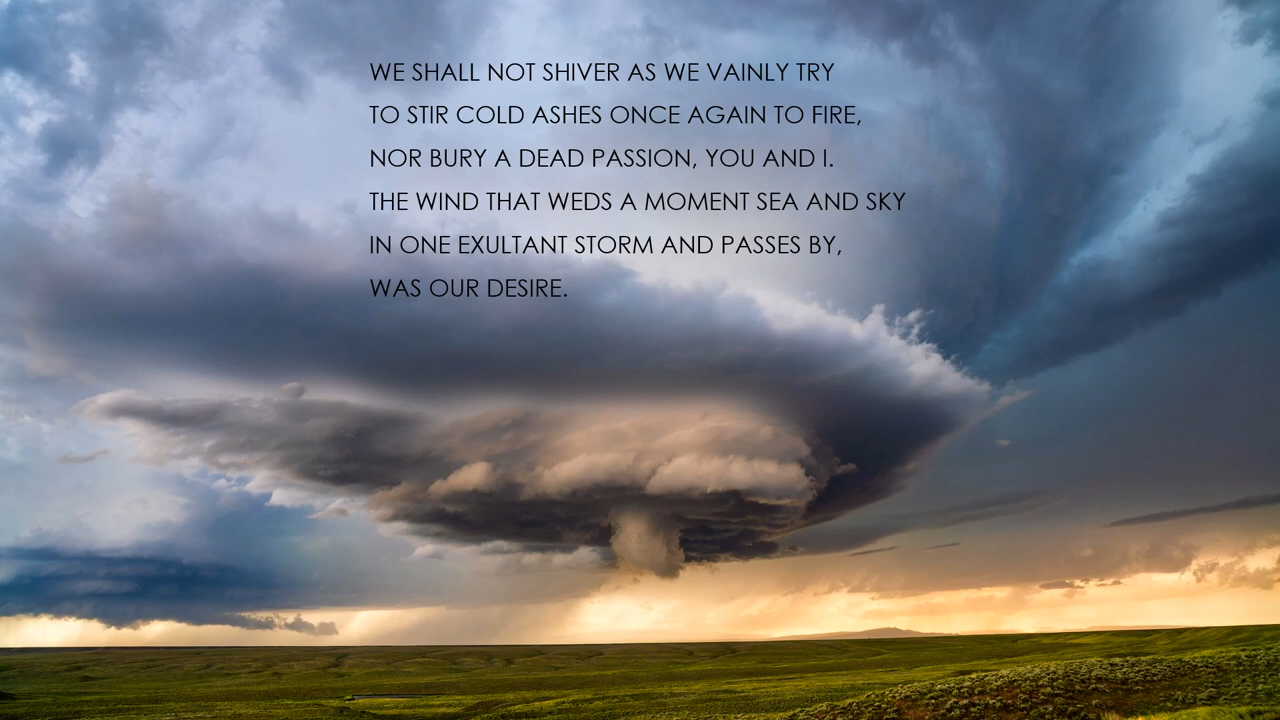 WE SHALL NOT SHIVER AS WE VAINLY TRY
TO STIR COLD ASHES ONCE AGAIN TO FIRE,
NOR BURY A DEAD PASSION, YOU AND I.
THE WIND THAT WEDS A MOMENT SEA AND SKY
IN ONE EXULTANT STORM AND PASSES BY,
WAS OUR DESIRE.